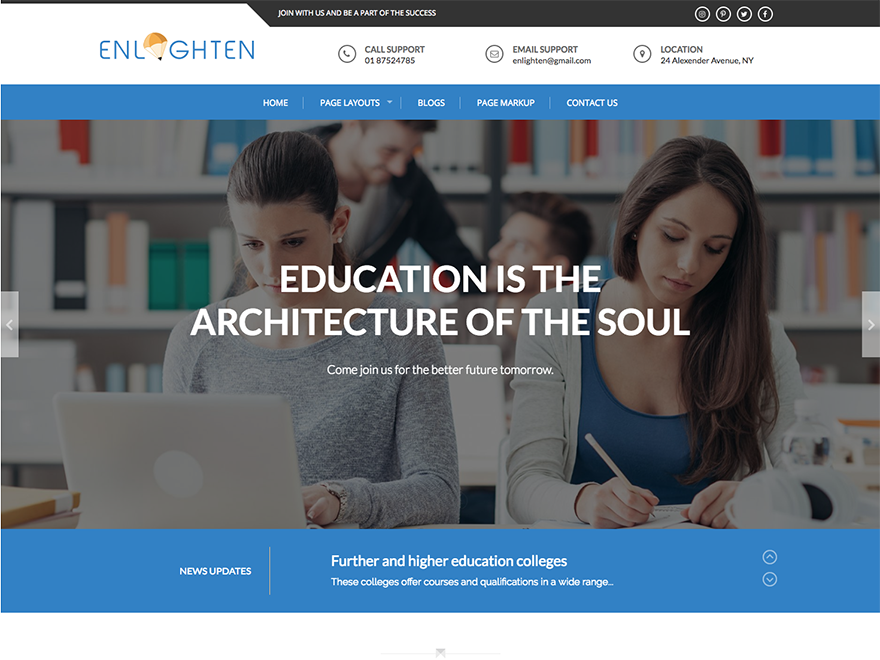 JOIN WITH US AND BE A PART OF THE SUCCESS
ENLIGHTEN
CALL SUPPORT
01 87524785
EMAIL SUPPORT
enlighten@gmail.com
LOCATION
24 Alexender Avenue, NY
HOME
PAGE LAYOUTS
BLOGS
PAGE MARKUP
CONTACT US
EDUCATION IS THE
ARCHITECTURE OF THE SOUL
Come join us for the better future tomorrow.
NEWS UPDATES
Further and higher education colleges
These colleges offer courses and qualifications in a wide range...